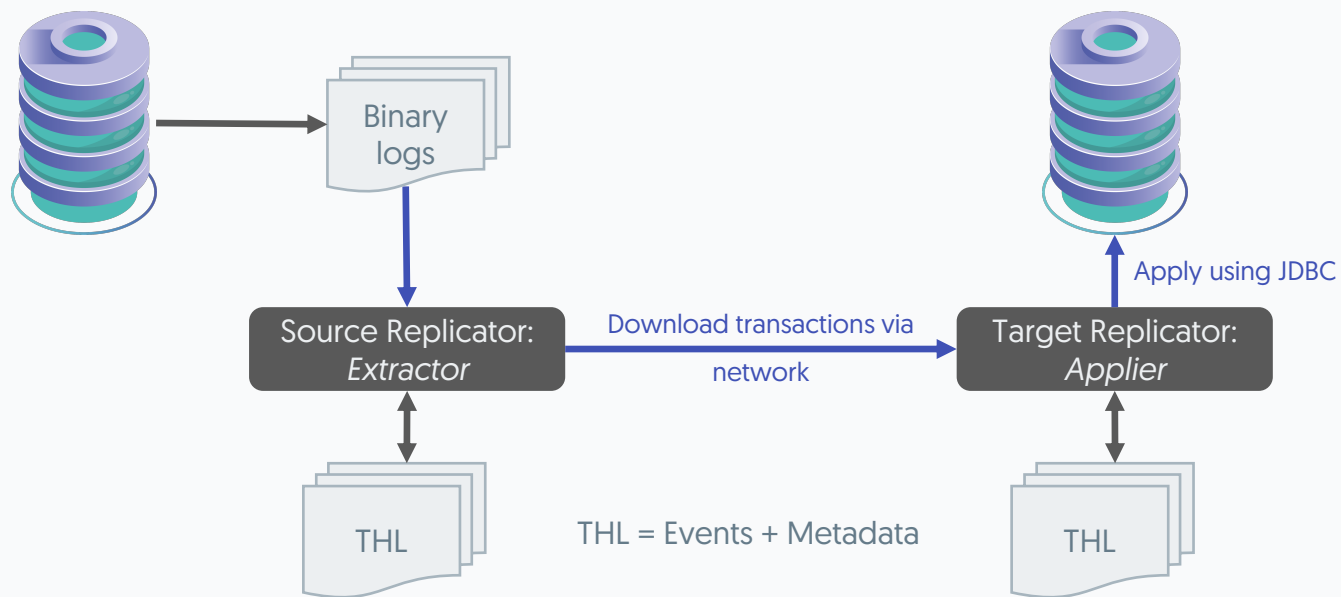 Binary
logs
Apply using JDBC
Source Replicator:
Extractor
Download transactions via
network
Target Replicator:
Applier
THL
THL = Events + Metadata
THL